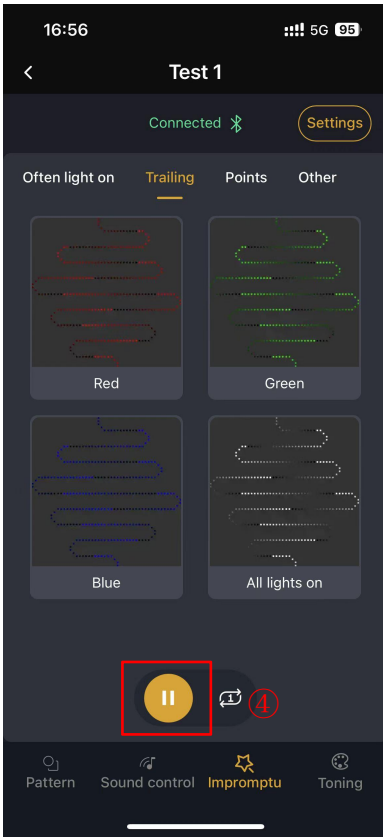 16:56 5G 95
Test 1
Connected Settings
Often light on Trailing Points Other
Red Green
Blue All lights on
1 ④
Pattern Sound control Impromptu Toning